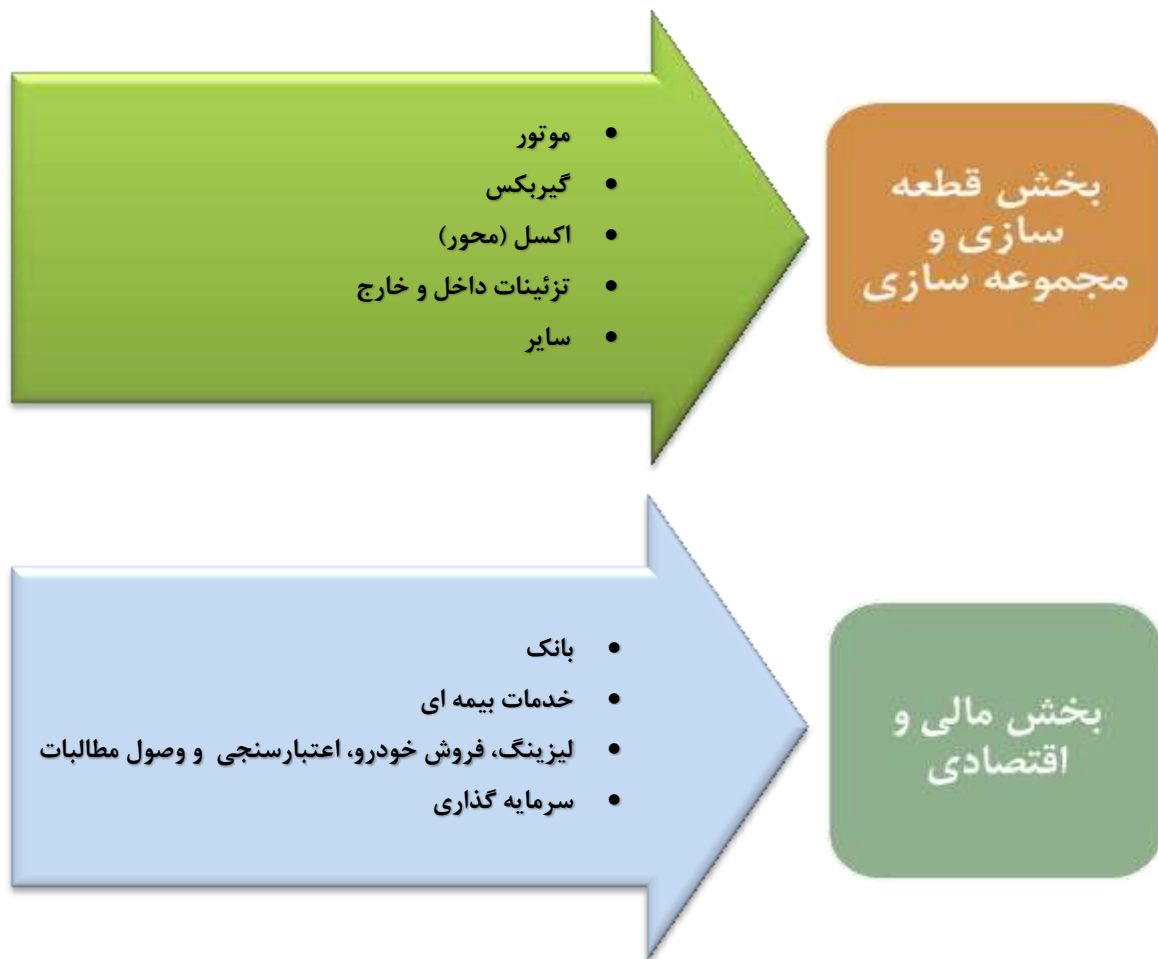 بخش قطعه
سازی و
مجموعه سازی
• موتور
• گیربکس
• اکسل (محور)
• تزئینات داخل و خارج
• سایر
بخش مالی و
اقتصادی
• بانک
• خدمات بیمه ای
• لیزینگ، فروش خودرو، اعتبارسنجی و وصول مطالبات
• سرمایه گذاری